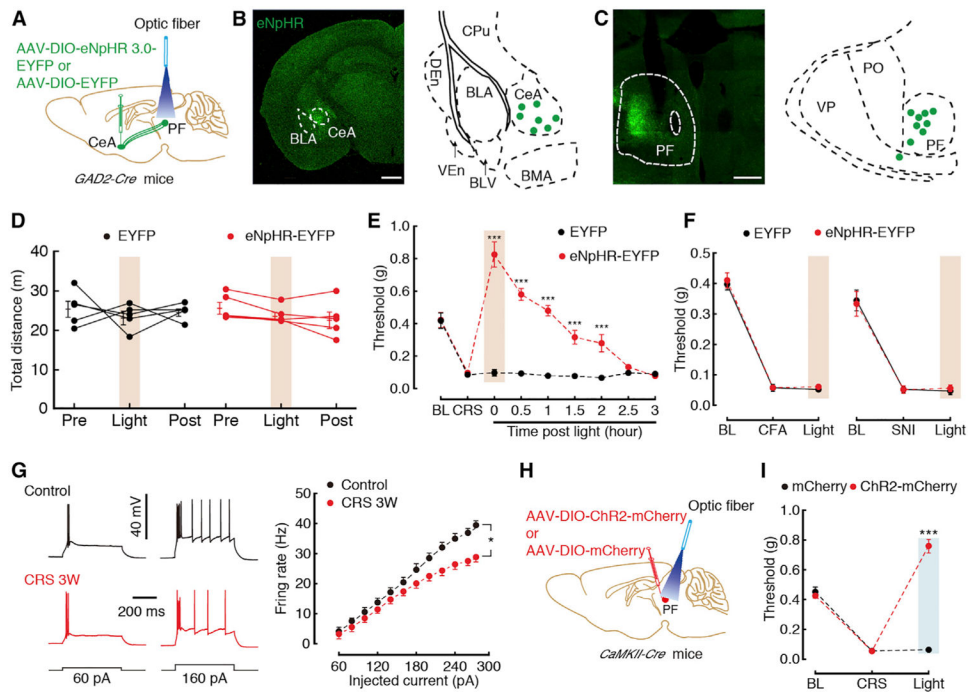 A
Optic fiber
AAV-DIO-eNpHR 3.0-
EYFP or
AAV-DIO-EYFP
CeA
PF
GAD2-Cre mice
B
eNpHR
BLA
CeA
CPu
DEn
BLA
CeA
VEn
BLV
BMA
C
PF
PO
VP
PF
D
EYFP
eNpHR-EYFP
Total distance (m)
40
30
20
10
0
Pre
Light
Post
Pre
Light
Post
E
EYFP
eNpHR-EYFP
Threshold (g)
1.0
0.8
0.6
0.4
0.2
0.0
***
***
***
***
***
BL CRS 0 0.5 1 1.5 2 2.5 3
Time post light (hour)
F
EYFP
eNpHR-EYFP
Threshold (g)
0.5
0.4
0.3
0.2
0.1
0.0
BL
CFA
Light
BL
SNI
Light
G
Control
40 mV
CRS 3W
200 ms
60 pA
160 pA
Control
CRS 3W
Firing rate (Hz)
50
40
30
20
10
0
*
60 120 180 240 300
Injected current (pA)
H
Optic fiber
AAV-DIO-ChR2-mCherry
or
AAV-DIO-mCherry
PF
CaMKII-Cre mice
I
mCherry
ChR2-mCherry
Threshold (g)
1.0
0.8
0.6
0.4
0.2
0.0
***
BL
CRS
Light